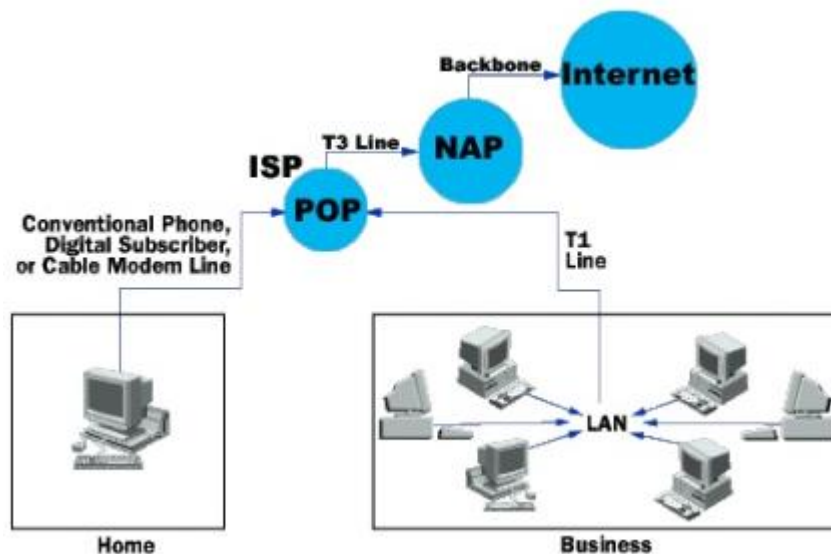 Backbone
Internet
T3 Line
NAP
ISP
POP
Conventional Phone,
Digital Subscriber,
or Cable Modem Line
T1
Line
LAN
Home
Business